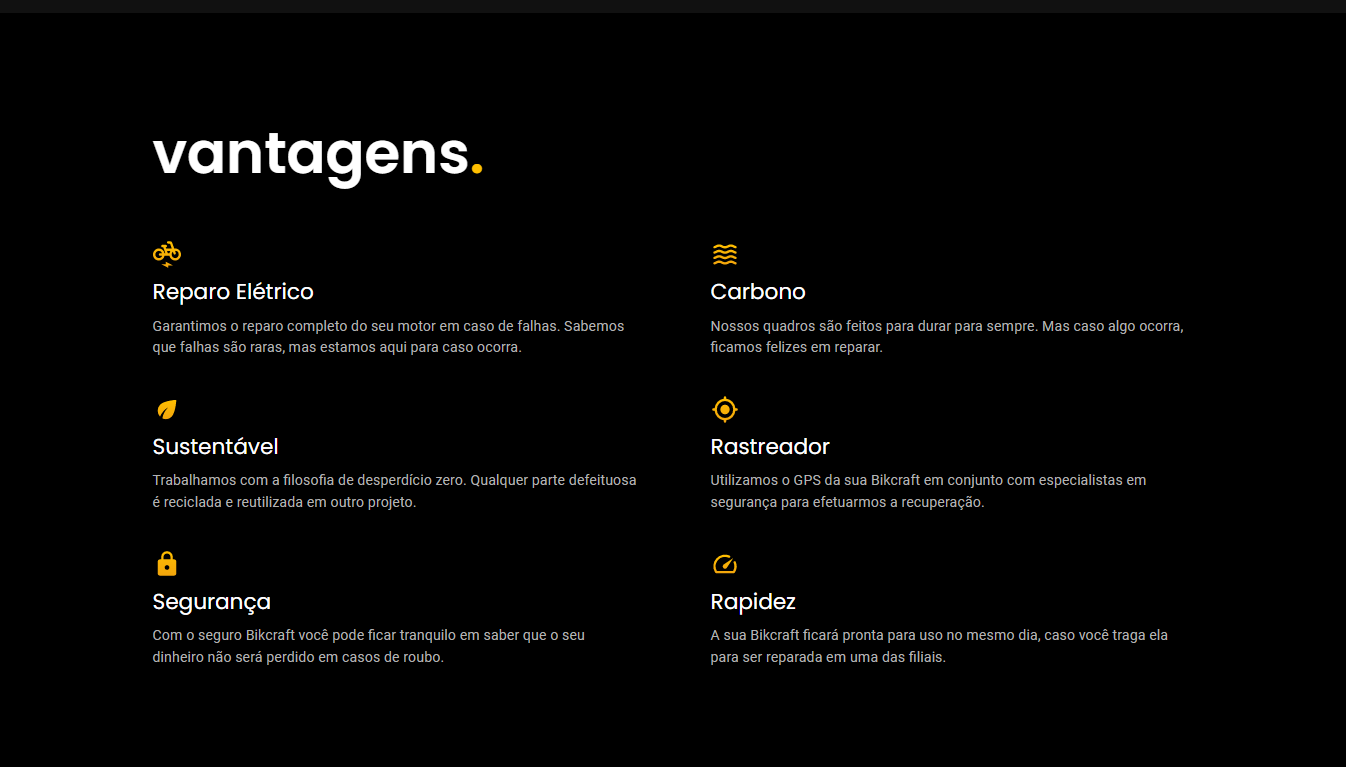 vantagens.
Reparo Elétrico
Garantimos o reparo completo do seu motor em caso de falhas. Sabemos
que falhas são raras, mas estamos aqui para caso ocorra.
Carbono
Nossos quadros são feitos para durar para sempre. Mas caso algo ocorra,
ficamos felizes em reparar.
Sustentável
Trabalhamos com a filosofia de desperdício zero. Qualquer parte defeituosa
é reciclada e reutilizada em outro projeto.
Rastreador
Utilizamos o GPS da sua Bikcraft em conjunto com especialistas em
segurança para efetuarmos a recuperação.
Segurança
Com o seguro Bikcraft você pode ficar tranquilo em saber que o seu
dinheiro não será perdido em casos de roubo.
Rapidez
A sua Bikcraft ficará pronta para uso no mesmo dia, caso você traga ela
para ser reparada em uma das filiais.